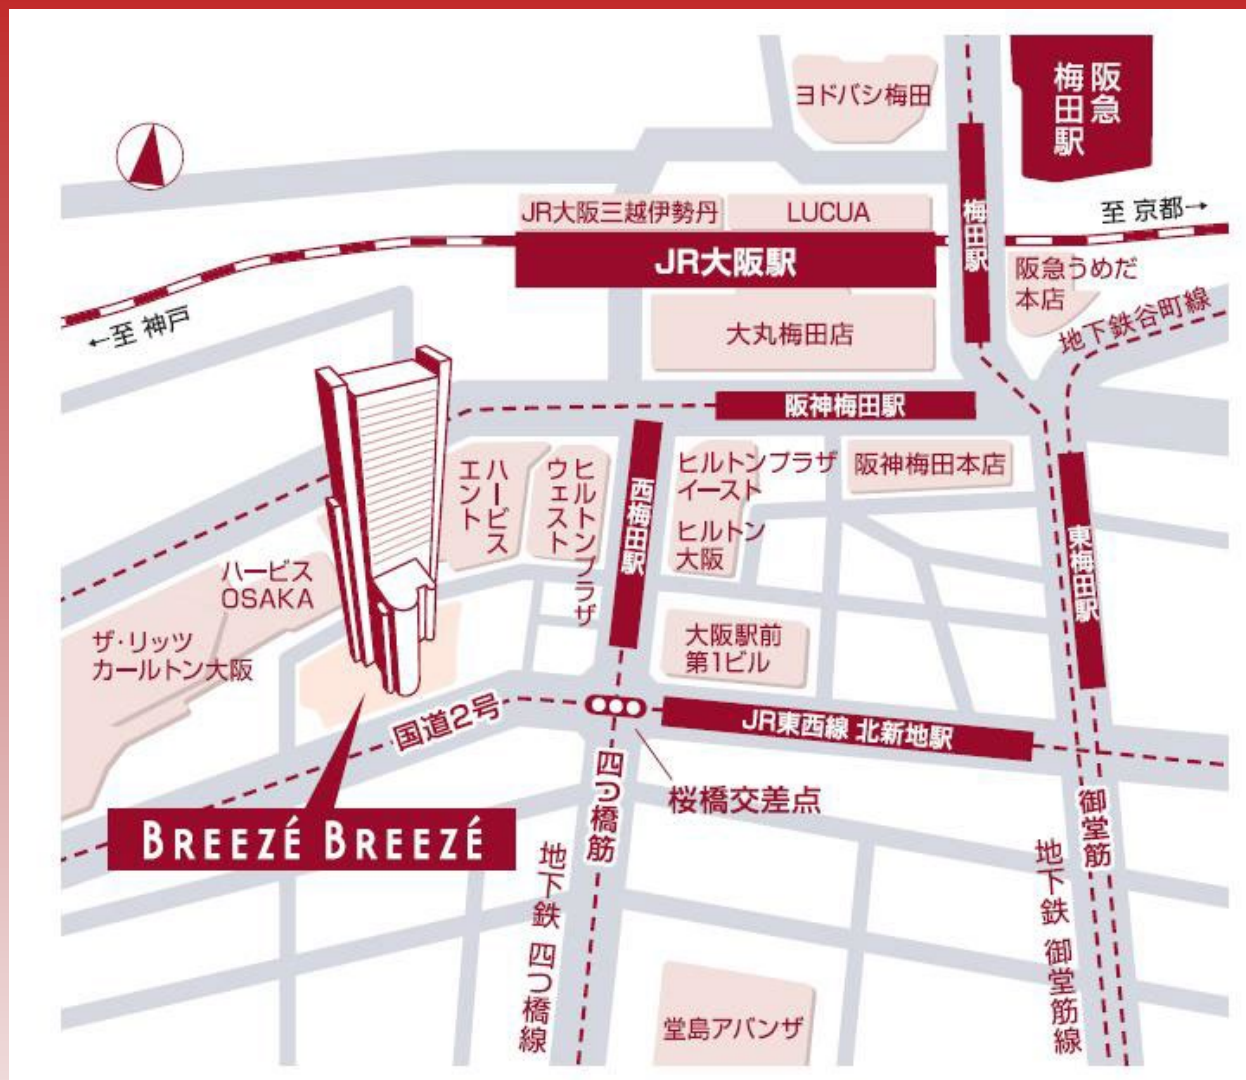 ヨドバシ梅田
阪急
梅田駅
JR大阪三越伊勢丹
LUCUA
梅田駅
至 京都→
JR大阪駅
阪急うめだ
本店
←至 神戸
大丸梅田店
地下鉄谷町線
阪神梅田駅
ハービス
エント
ヒルトンプラザ
ウェスト
西梅田駅
ヒルトンプラザ
イースト
ヒルトン
大阪
阪神梅田本店
東梅田駅
ハービス
OSAKA
ザ・リッツ
カールトン大阪
大阪駅前
第1ビル
国道2号
JR東西線 北新地駅
桜橋交差点
四つ橋筋
御堂筋
BREEZÉ BREEZÉ
地下鉄 四つ橋線
地下鉄 御堂筋線
堂島アバンザ